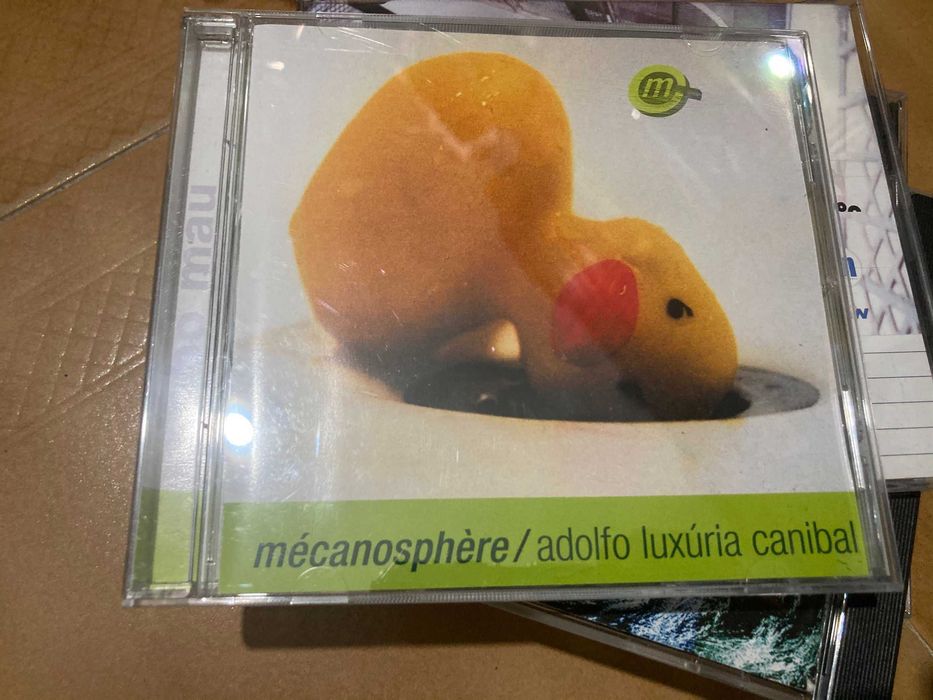 m
mau
mécanosphère / adolfo luxúria canibal
N